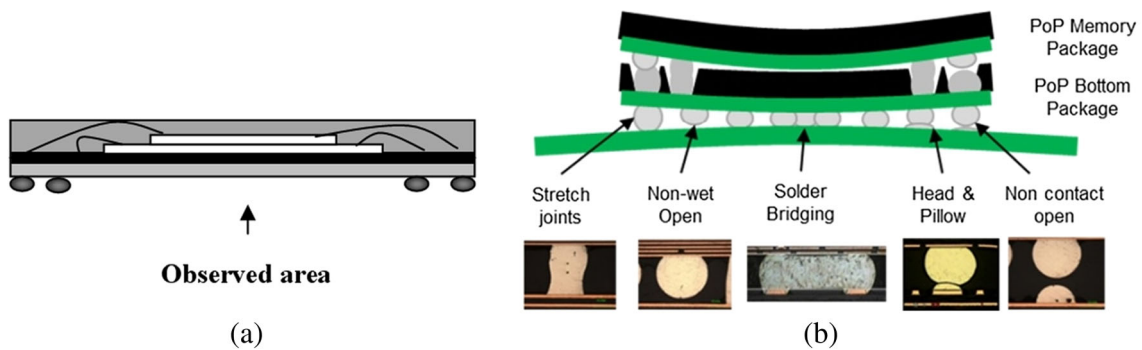 PoP Memory
Package
PoP Bottom
Package
Stretch
joints
Non-wet
Open
Solder
Bridging
Head &
Pillow
Non contact
open
Observed area
(a)
(b)